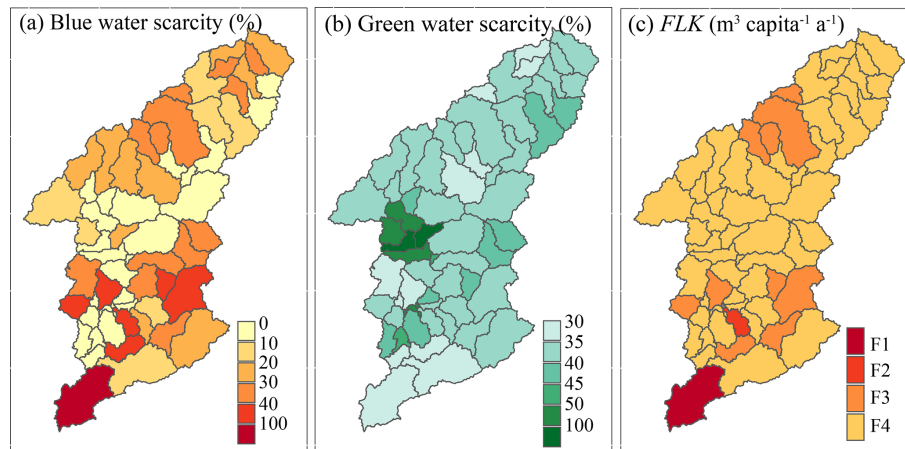 (a) Blue water scarcity (%)
(b) Green water scarcity (%)
(c) FLK (m³ capita⁻¹ a⁻¹)
0
10
20
30
40
100
30
35
40
45
50
100
F1
F2
F3
F4